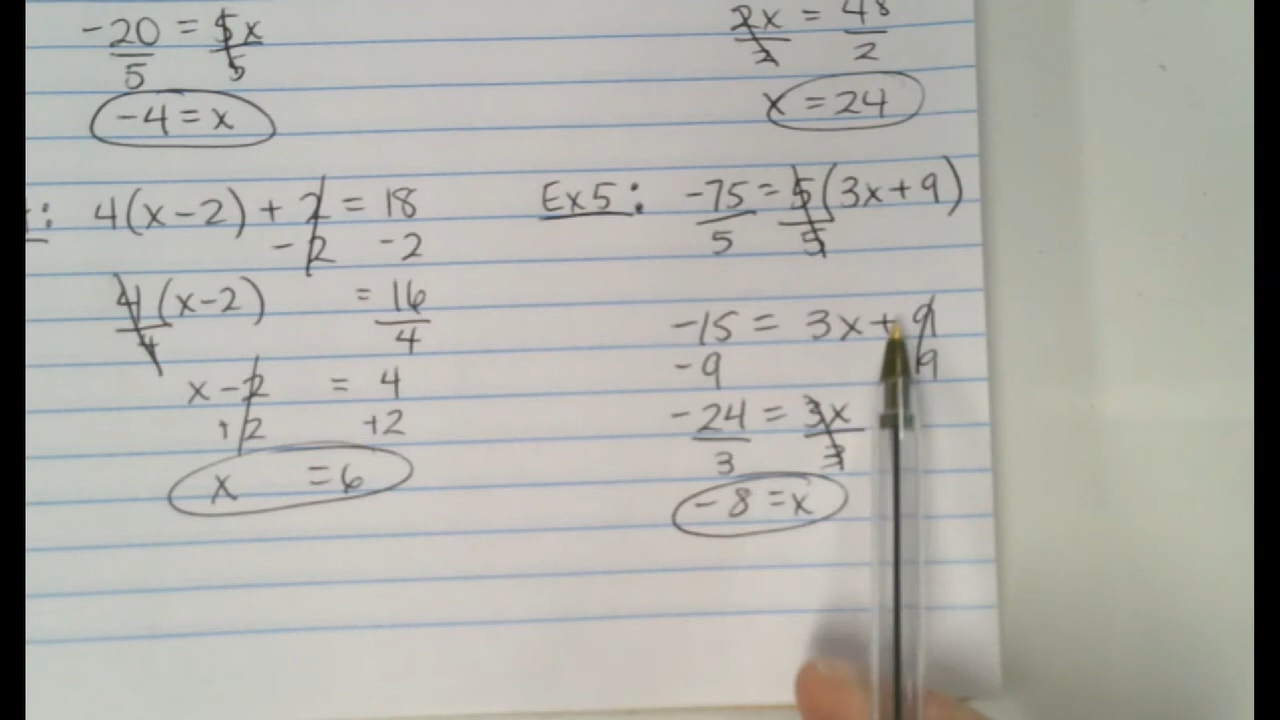 -20 = 5x
5 5
-4 = x
2x = 48
2 2
x = 24
: 4(x-2) + 2 = 18
- 2 -2
4(x-2) = 16
4 4
x-2 = 4
+2 +2
x = 6
Ex 5: -75 = 5(3x+9)
5 5
-15 = 3x+9
-9 9
-24 = 3x
3 3
-8 = x